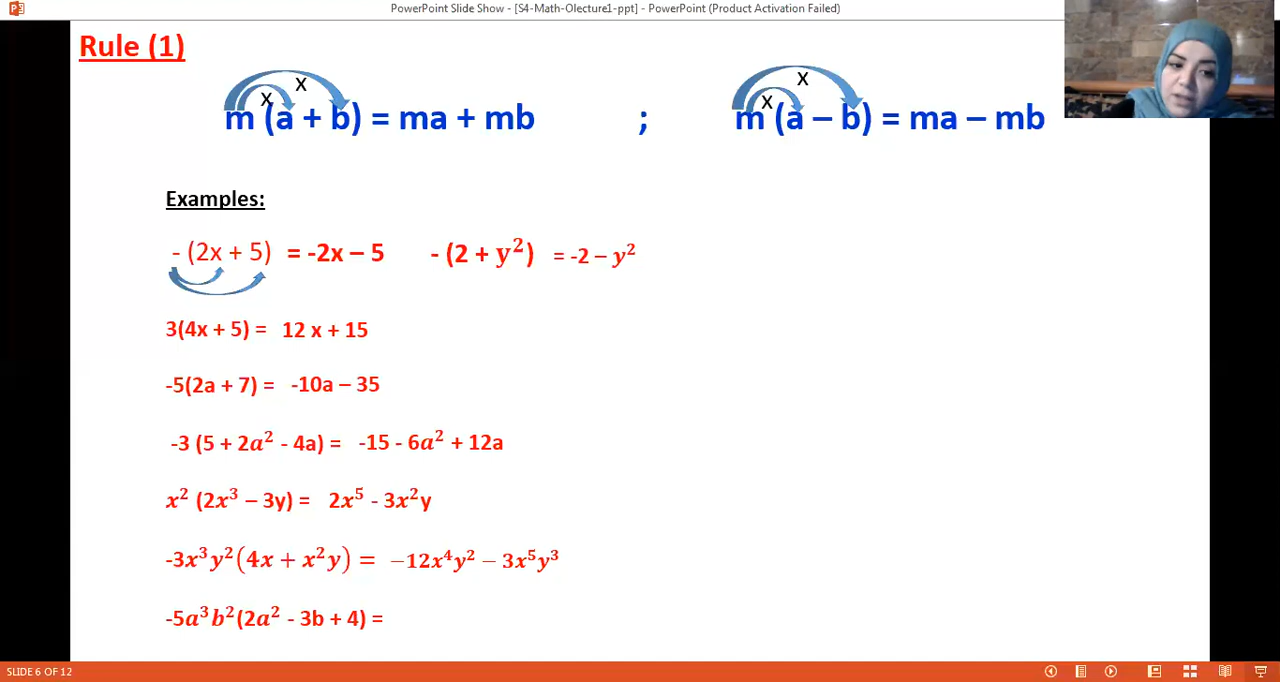 PowerPoint Slide Show - [S4-Math-Olecture1-ppt] - PowerPoint (Product Activation Failed)
Rule (1)
x x
m (a + b) = ma + mb ; m (a – b) = ma – mb
x x
Examples:
- (2x + 5) = -2x – 5 - (2 + y²) = -2 – y²
3(4x + 5) = 12 x + 15
-5(2a + 7) = -10a – 35
-3 (5 + 2a² - 4a) = -15 - 6a² + 12a
x² (2x³ – 3y) = 2x⁵ - 3x²y
-3x³y²(4x + x²y) = −12x⁴y² − 3x⁵y³
-5a³b²(2a² - 3b + 4) =
SLIDE 6 OF 12